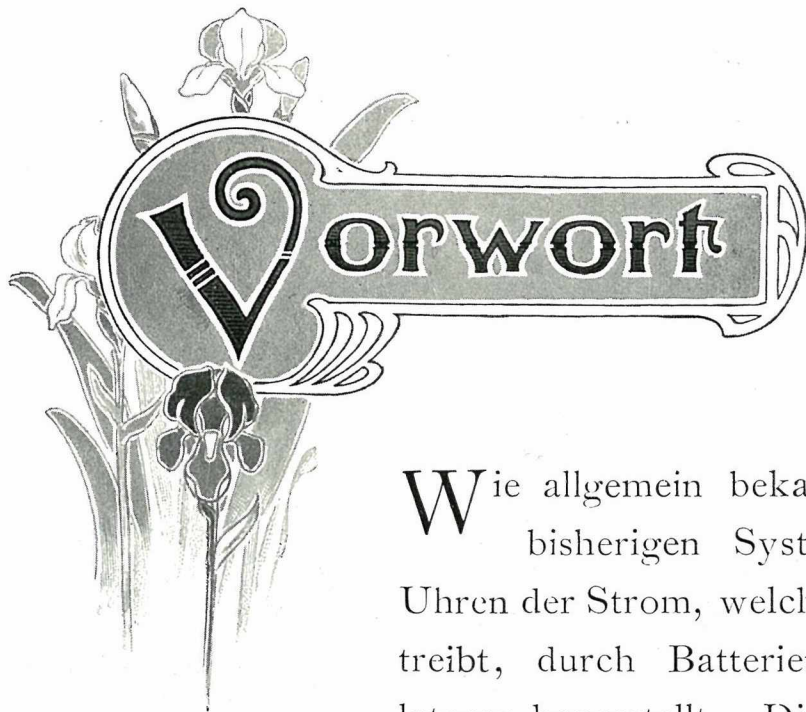 Vorwort
Wie allgemein beka
bisherigen Syst
Uhren der Strom, welch
treibt, durch Batterie